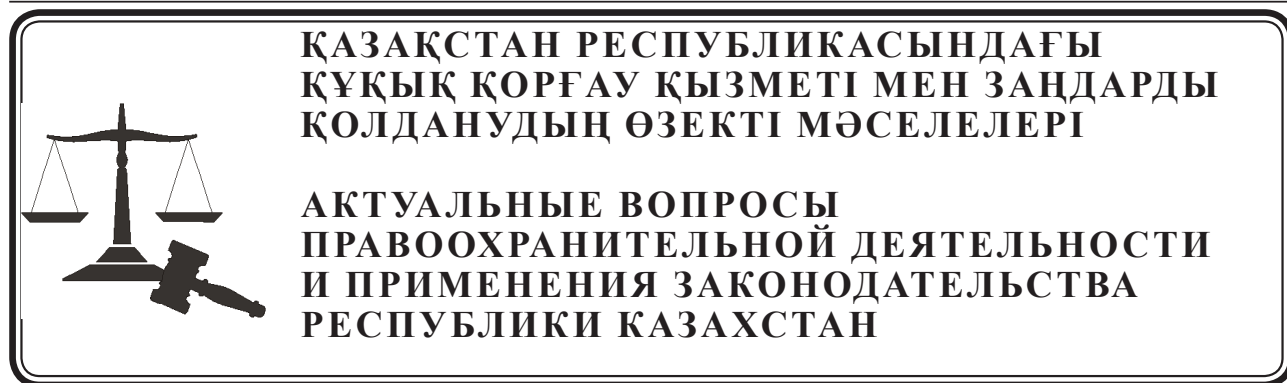 ҚАЗАҚСТАН РЕСПУБЛИКАСЫНДАҒЫ
ҚҰҚЫҚ ҚОРҒАУ ҚЫЗМЕТІ МЕН ЗАҢДАРДЫ
ҚОЛДАНУДЫҢ ӨЗЕКТІ МӘСЕЛЕЛЕРІ
АКТУАЛЬНЫЕ ВОПРОСЫ
ПРАВООХРАНИТЕЛЬНОЙ ДЕЯТЕЛЬНОСТИ
И ПРИМЕНЕНИЯ ЗАКОНОДАТЕЛЬСТВА
РЕСПУБЛИКИ КАЗАХСТАН